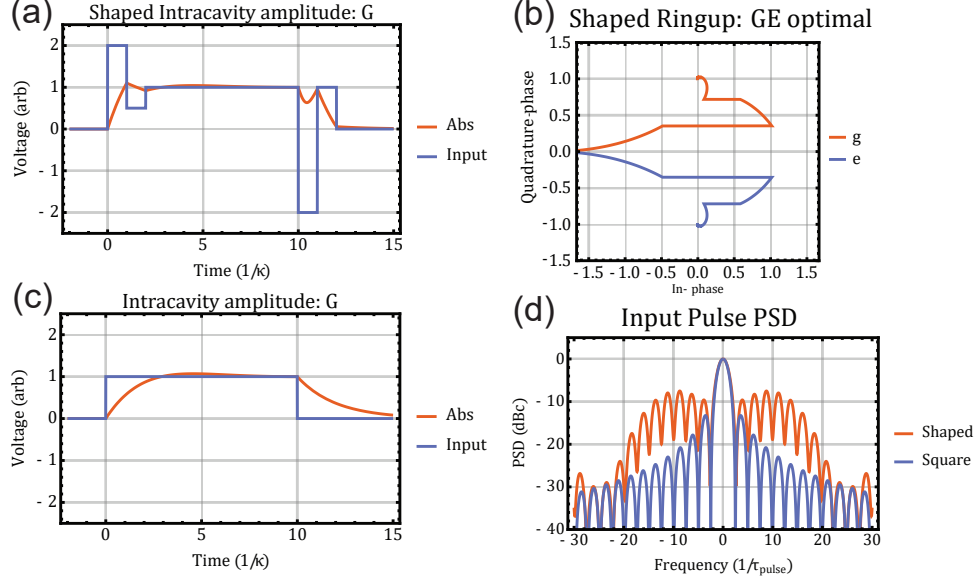 (a)
Shaped Intracavity amplitude: G
2
1
0
- 1
- 2
Voltage (arb)
0 5 10 15
Time (1/κ)
Abs
Input
(b)
Shaped Ringup: GE optimal
1.5
1.0
0.5
0.0
-0.5
-1.0
-1.5
Quadrature-phase
- 1.5 -1.0 -0.5 0.0 0.5 1.0 1.5
In- phase
g
e
(c)
Intracavity amplitude: G
2
1
0
- 1
- 2
Voltage (arb)
0 5 10 15
Time (1/κ)
Abs
Input
(d)
Input Pulse PSD
0
- 10
- 20
- 30
- 40
PSD (dBc)
- 30 - 20 - 10 0 10 20 30
Frequency (1/τpulse)
Shaped
Square